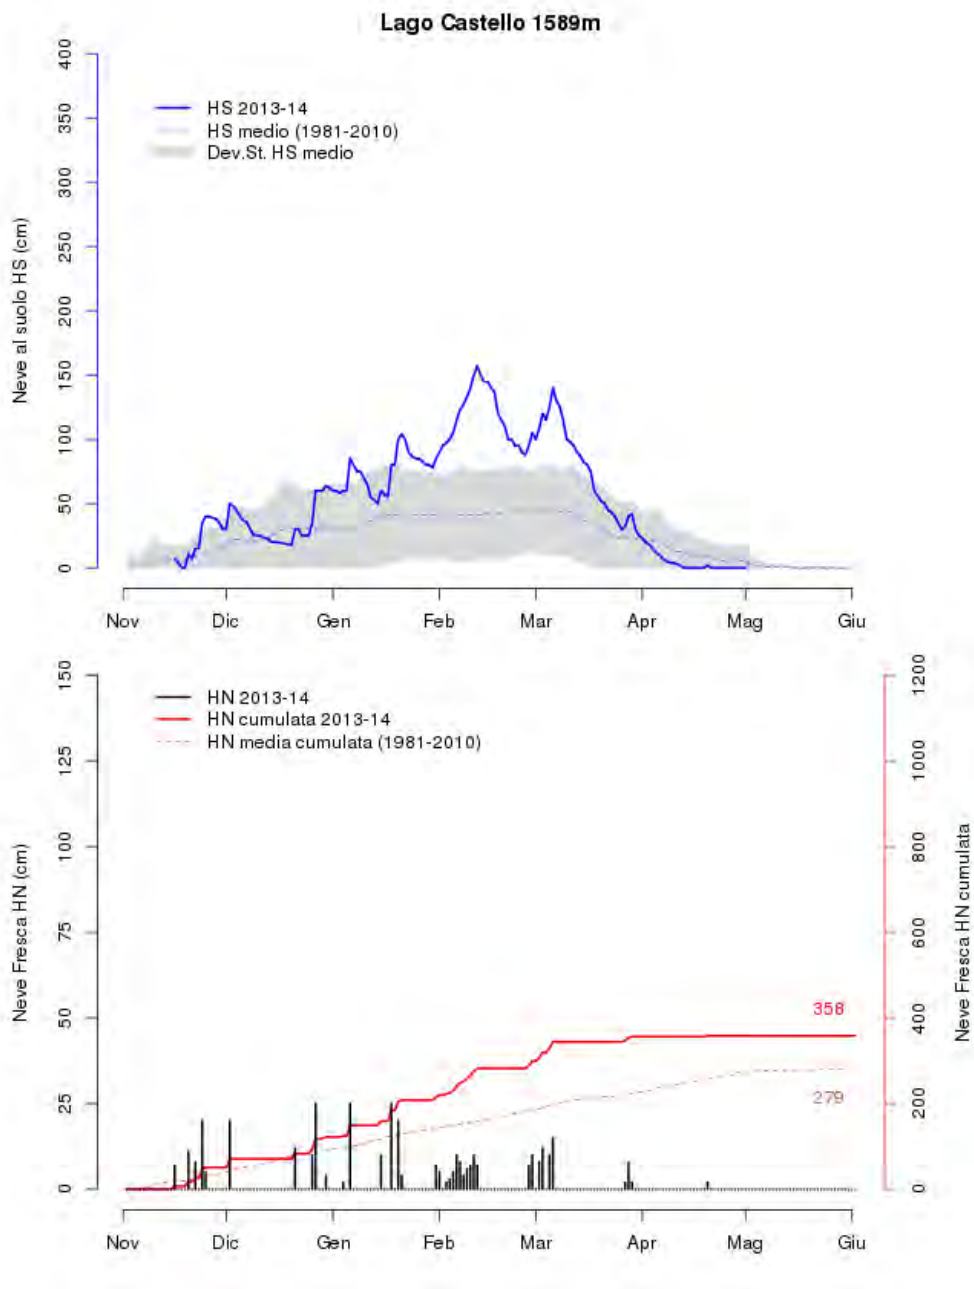 Lago Castello 1589m
Neve al suolo HS (cm)
400
350
300
250
200
150
100
50
0
HS 2013-14
HS medio (1981-2010)
Dev.St. HS medio
Nov Dic Gen Feb Mar Apr Mag Giu
Neve Fresca HN (cm)
150
125
100
75
50
25
0
HN 2013-14
HN cumulata 2013-14
HN media cumulata (1981-2010)
358
279
1200
1000
800
600
400
200
0
Neve Fresca HN cumulata
Nov Dic Gen Feb Mar Apr Mag Giu